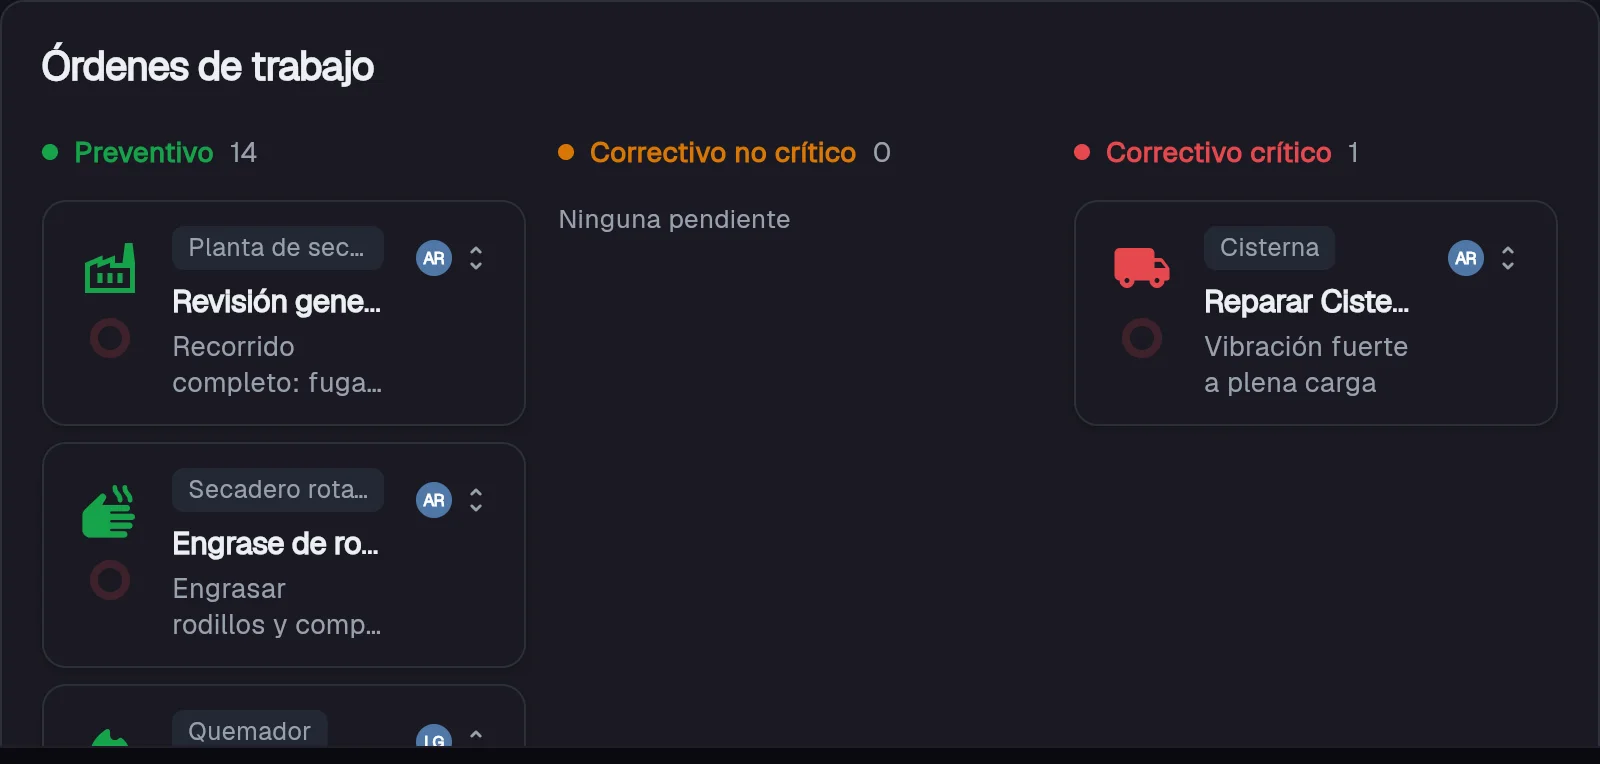 Órdenes de trabajo
Preventivo 14
Planta de sec...
AR
Revisión gene...
Recorrido
completo: fuga...
Secadero rota...
AR
Engrase de ro...
Engrasar
rodillos y comp...
Quemador
LG
Correctivo no crítico 0
Ninguna pendiente
Correctivo crítico 1
Cisterna
AR
Reparar Ciste...
Vibración fuerte
a plena carga